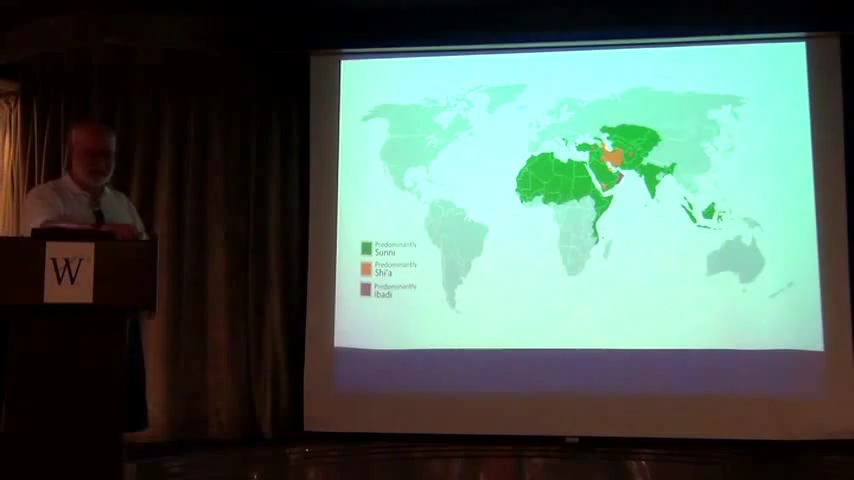 W
Predominantly
Sunni
Predominantly
Shi'a
Predominantly
Ibadi